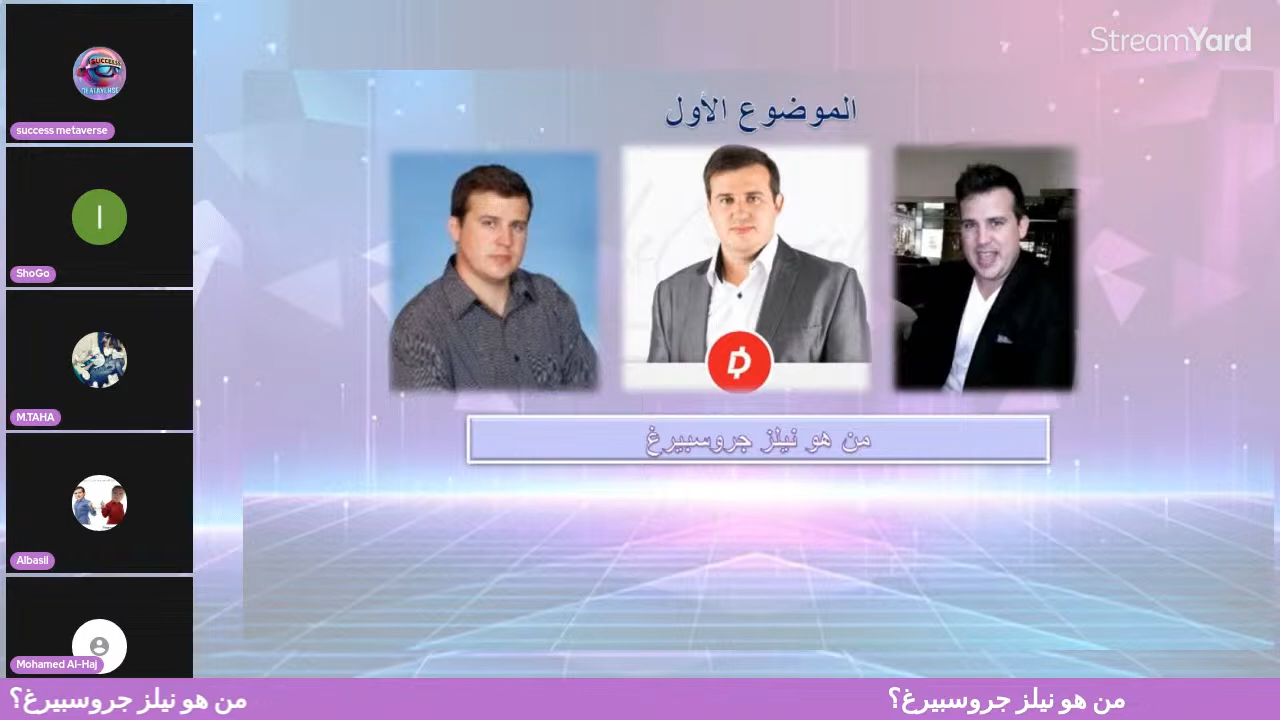 StreamYard
الموضوع الأول
من هو نيلز جروسبيرغ
success metaverse
I
ShoGo
M.TAHA
Albasil
Mohamed Al-Haj
من هو نيلز جروسبيرغ؟
من هو نيلز جروسبيرغ؟